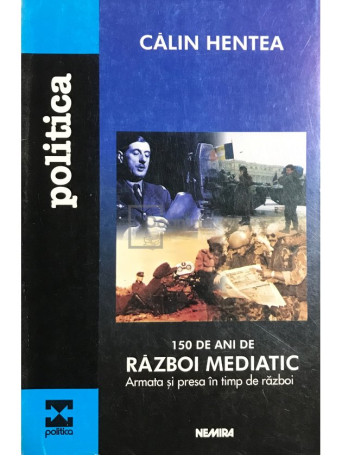 CĂLIN HENTEA
politica
150 DE ANI DE
RĂZBOI MEDIATIC
Armata și presa în timp de război
politica
NEMIRA